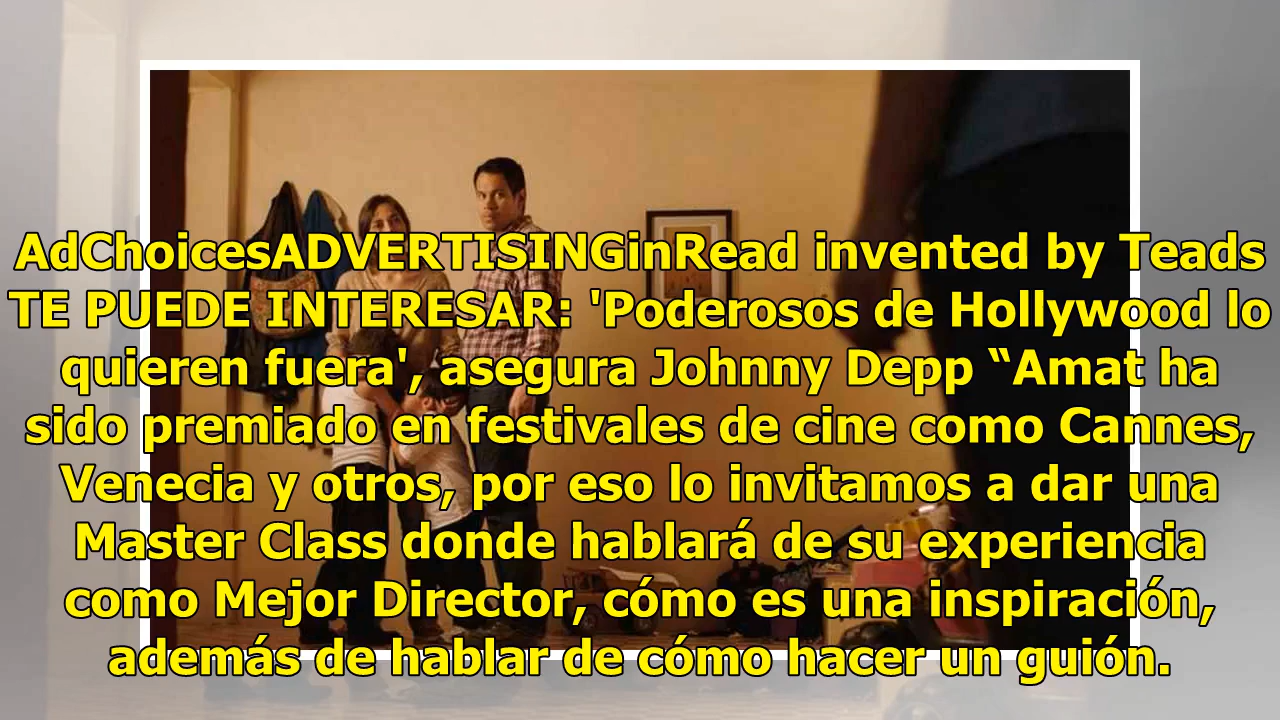 AdChoicesADVERTISINGinRead invented by Teads
TE PUEDE INTERESAR: 'Poderosos de Hollywood lo
quieren fuera', asegura Johnny Depp “Amat ha
sido premiado en festivales de cine como Cannes,
Venecia y otros, por eso lo invitamos a dar una
Master Class donde hablará de su experiencia
como Mejor Director, cómo es una inspiración,
además de hablar de cómo hacer un guión.